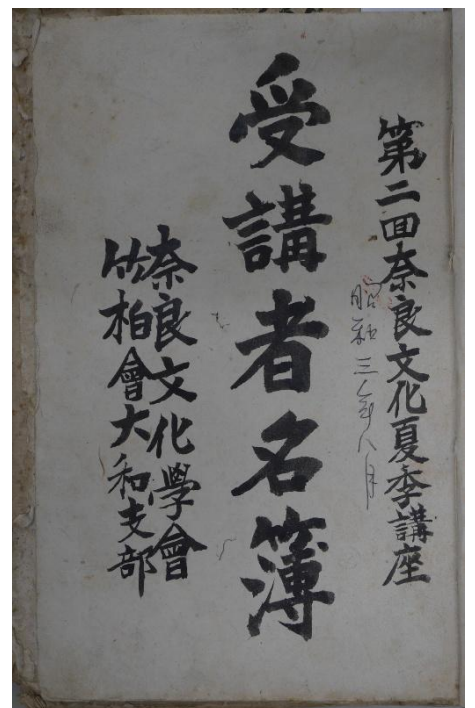 第二回奈良文化夏季講座
昭和三年八月
受講者名簿
奈良文化學會
竹柏會大和支部